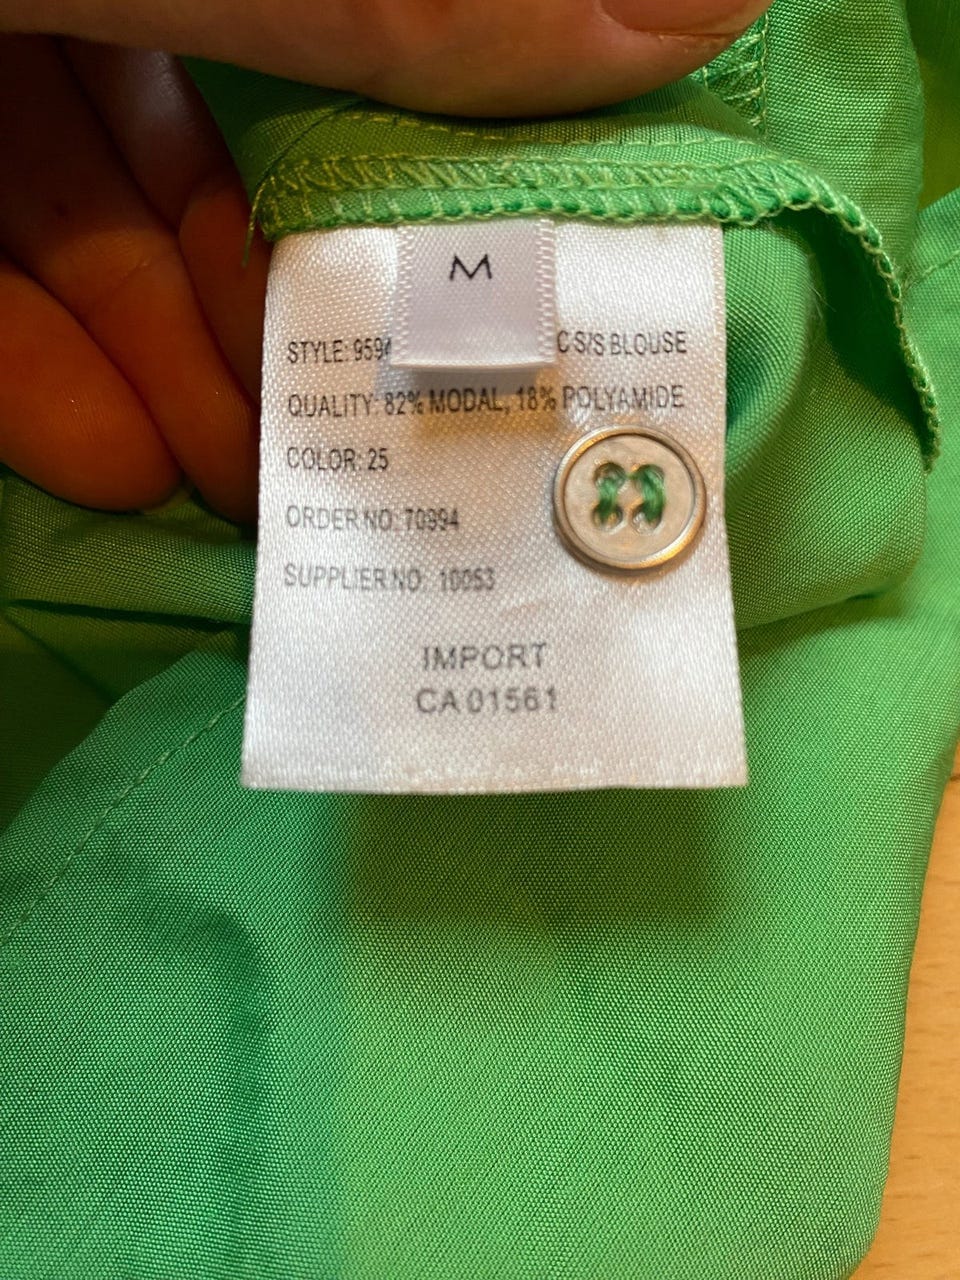 M
STYLE: 959 C S/S BLOUSE
QUALITY: 82% MODAL, 18% POLYAMIDE
COLOR: 25
ORDER NO: 70994
SUPPLIER NO: 10053
IMPORT
CA 01561